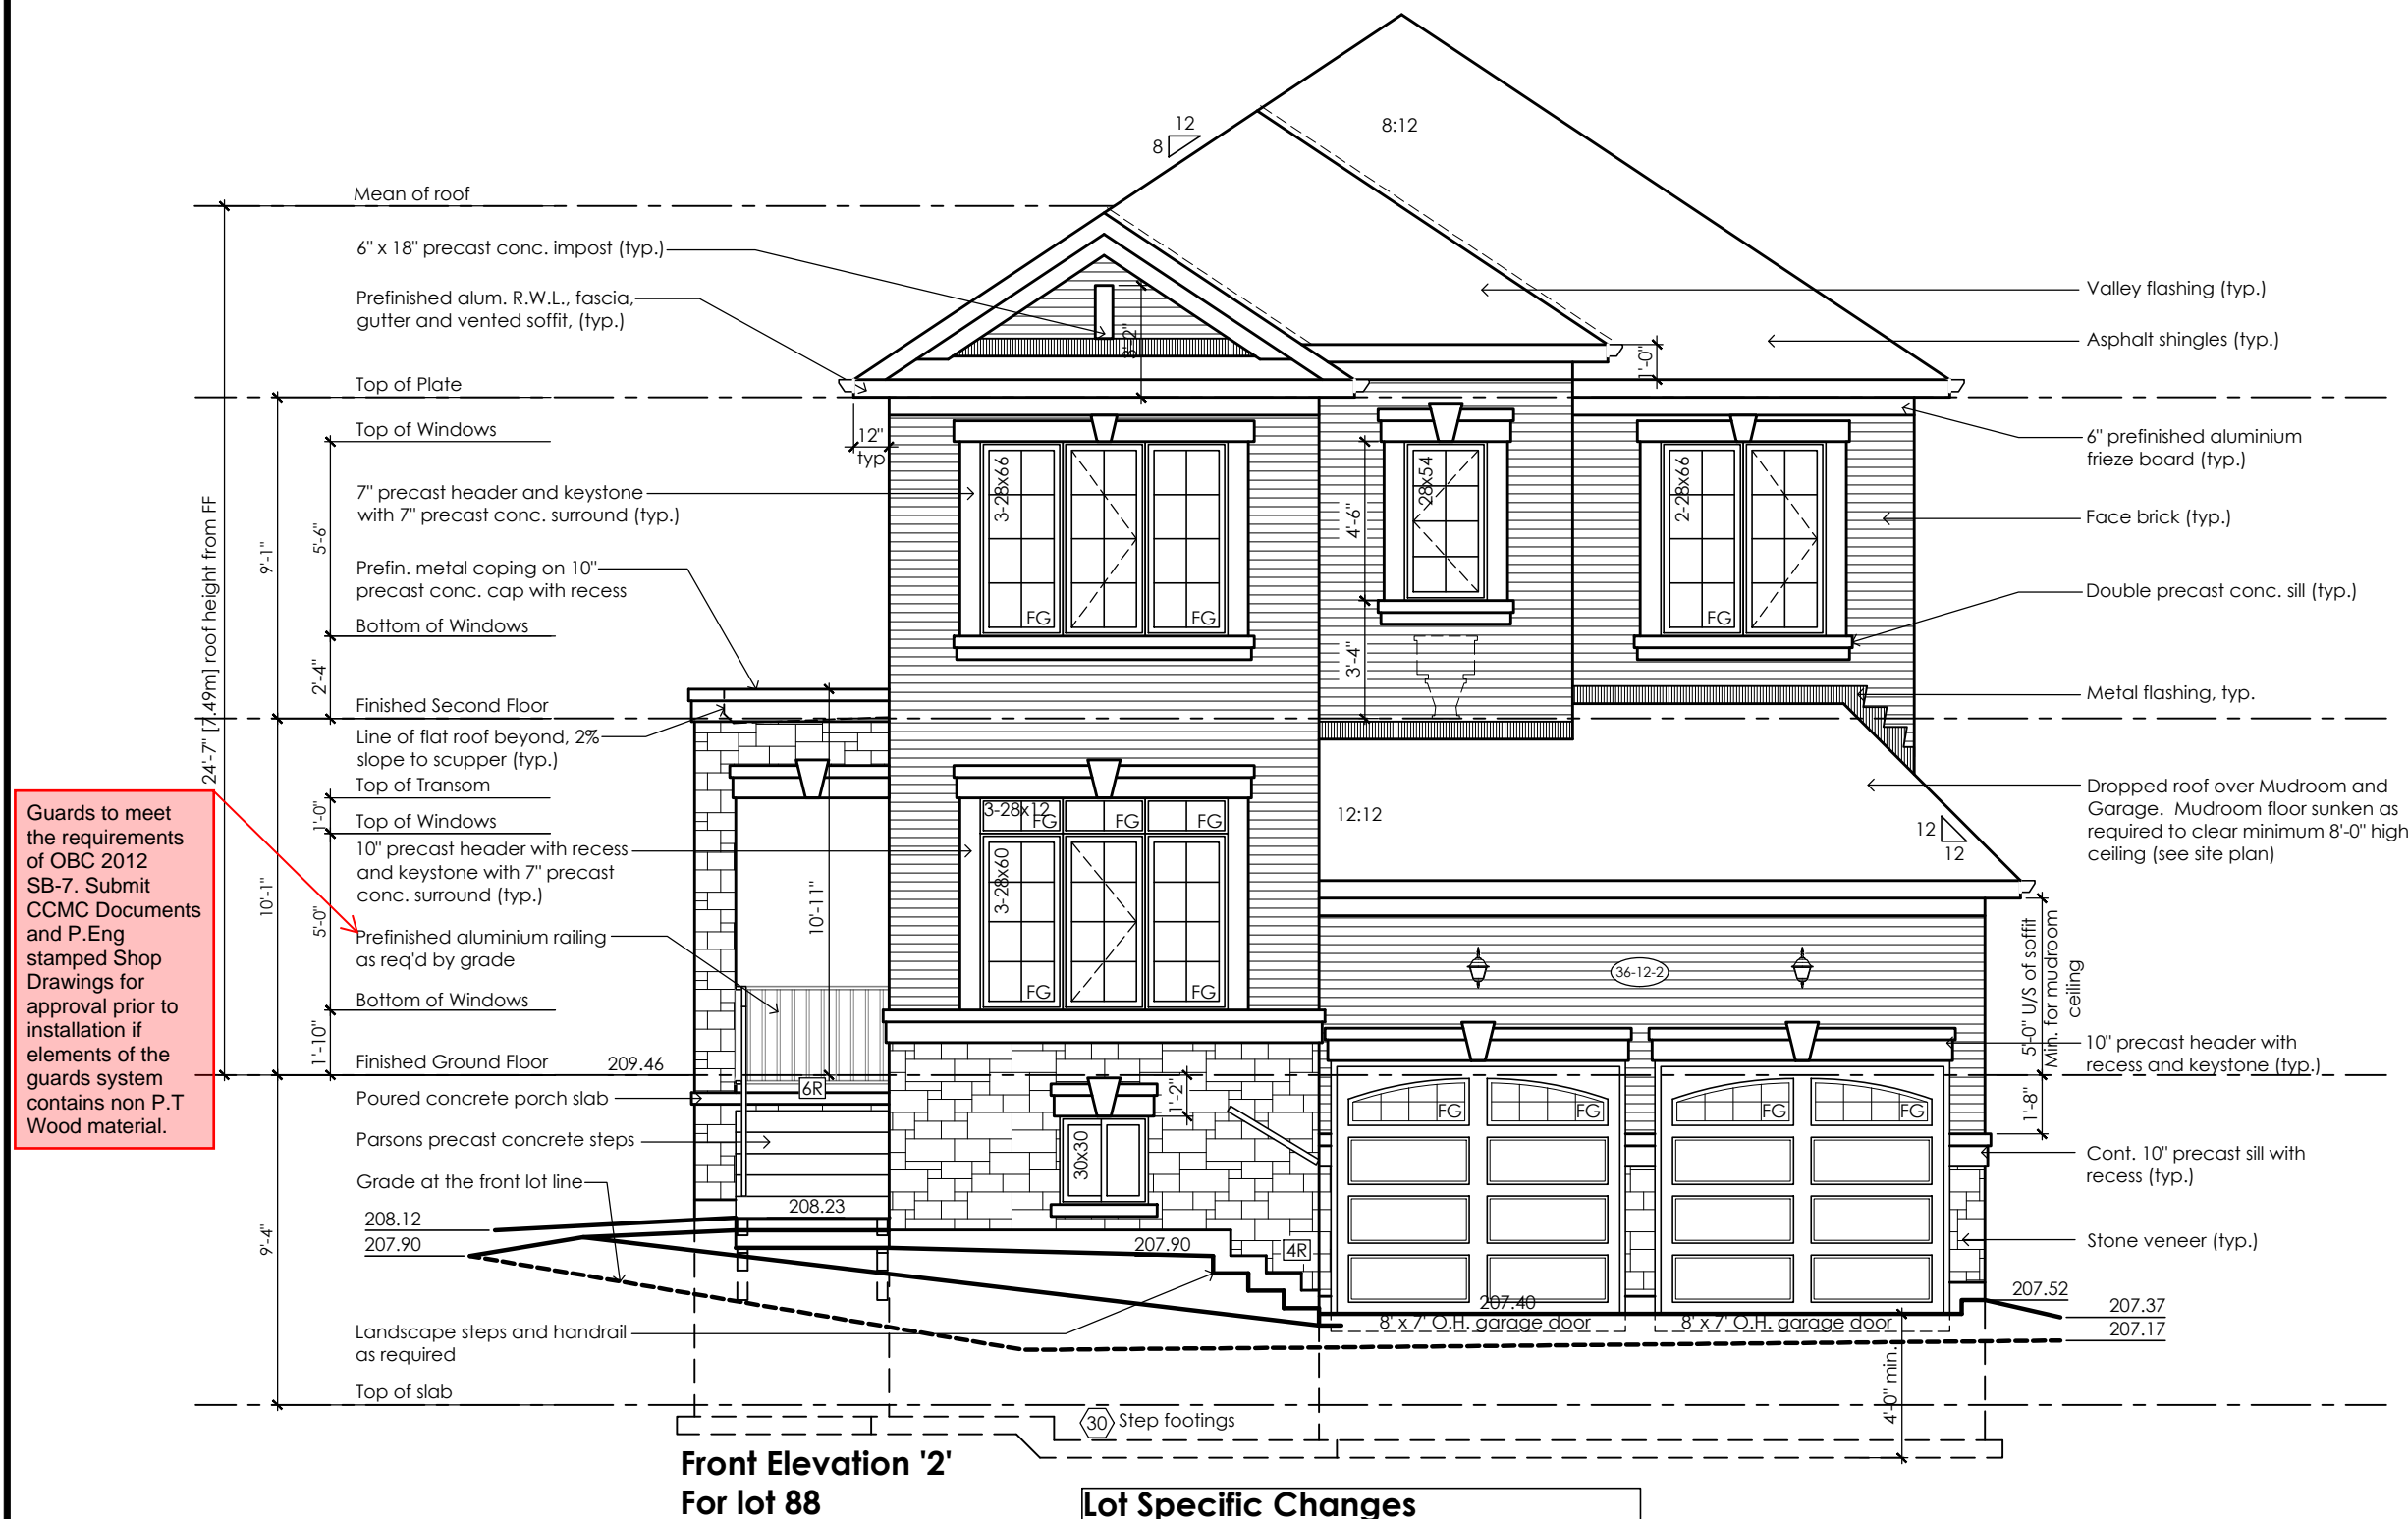 12
8
8:12
Mean of roof
6" x 18" precast conc. impost (typ.)
Prefinished alum. R.W.L., fascia,
gutter and vented soffit, (typ.)
3'-2"
1'-0"
Valley flashing (typ.)
Asphalt shingles (typ.)
Top of Plate
Top of Windows
12"
typ
7" precast header and keystone
with 7" precast conc. surround (typ.)
3-28x66
28x54
2-28x66
4'-6"
3'-4"
FG
FG
FG
6" prefinished aluminium
frieze board (typ.)
Face brick (typ.)
Double precast conc. sill (typ.)
Metal flashing, typ.
24'-7" [7.49m] roof height from FF
9'-1"
5'-6"
2'-4"
Prefin. metal coping on 10"
precast conc. cap with recess
Bottom of Windows
Finished Second Floor
Line of flat roof beyond, 2%
slope to scupper (typ.)
Top of Transom
Top of Windows
10" precast header with recess
and keystone with 7" precast
conc. surround (typ.)
Prefinished aluminium railing
as req'd by grade
Bottom of Windows
Finished Ground Floor
209.46
10'-1"
1'-0"
5'-0"
1'-10"
10'-11"
3-28x12
FG
FG
FG
3-28x60
FG
FG
12:12
12
12
Dropped roof over Mudroom and
Garage. Mudroom floor sunken as
required to clear minimum 8'-0" high
ceiling (see site plan)
36-12-2
5'-0" U/S of soffit
Min. for mudroom
ceiling
10" precast header with
recess and keystone (typ.)
1'-8"
Guards to meet
the requirements
of OBC 2012
SB-7. Submit
CCMC Documents
and P.Eng
stamped Shop
Drawings for
approval prior to
installation if
elements of the
guards system
contains non P.T
Wood material.
6R
Poured concrete porch slab
Parsons precast concrete steps
Grade at the front lot line
1'-2"
30x30
FG
FG
FG
FG
Cont. 10" precast sill with
recess (typ.)
Stone veneer (typ.)
208.23
208.12
207.90
207.90
4R
9'-4"
207.40
207.52
207.37
207.17
8' x 7' O.H. garage door
8' x 7' O.H. garage door
Landscape steps and handrail
as required
4'-0" min.
Top of slab
30
Step footings
Front Elevation '2'
For lot 88
Lot Specific Changes